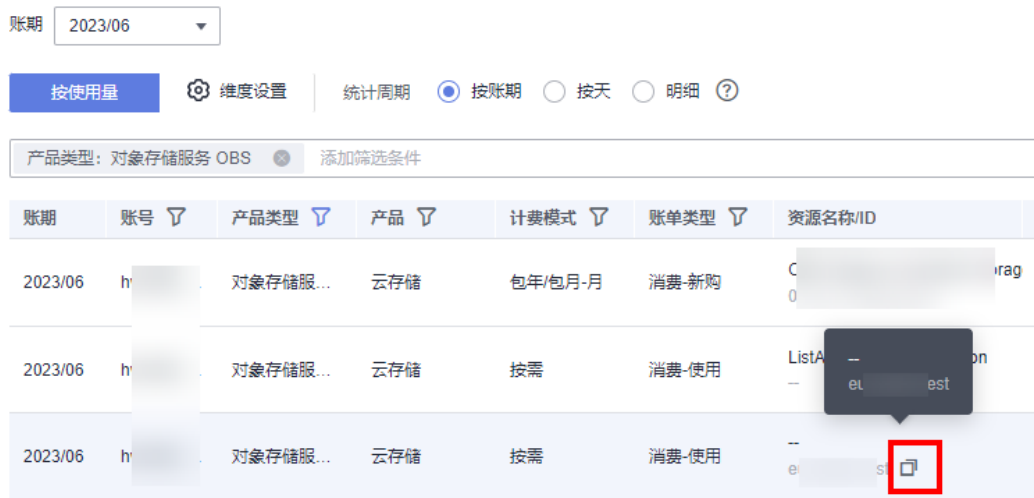 账期 2023/06
按使用量 维度设置 统计周期 按账期 按天 明细 ?
产品类型：对象存储服务 OBS 添加筛选条件
账期 账号 产品类型 产品 计费模式 账单类型 资源名称/ID
2023/06 对象存储服... 云存储 包年/包月-月 消费-新购
2023/06 对象存储服... 云存储 按需 消费-使用
--
--
2023/06 对象存储服... 云存储 按需 消费-使用
--